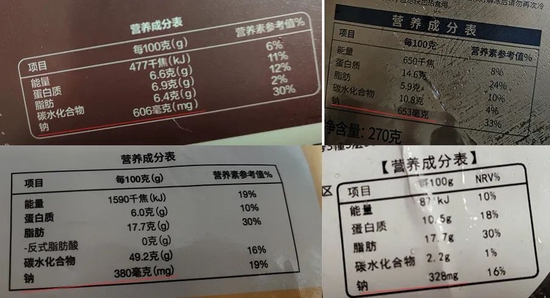 营养成分表
项目 每100克(g) 营养素参考值%
能量 477千焦(kJ) 6%
蛋白质 6.6克(g) 11%
脂肪 6.9克(g) 12%
碳水化合物 6.4克(g) 2%
钠 606毫克(mg) 30%
营养成分表
项目 每100克 营养素参考值%
能量 650千焦 8%
蛋白质 14.6克 24%
脂肪 5.9克 10%
碳水化合物 10.8克 4%
钠 653毫克 33%
净含量: 270克
营养成分表
项目 每100克(g) 营养素参考值%
能量 1590千焦(kJ) 19%
蛋白质 6.0克(g) 10%
脂肪 17.7克(g) 30%
-反式脂肪酸 0克(g)
碳水化合物 49.2克(g) 16%
钠 380毫克(mg) 19%
【营养成分表】
项目 每100g NRV%
能量 10%
蛋白质 10.5g 18%
脂肪 17.7g 30%
碳水化合物 2.2g 1%
钠 328mg 16%